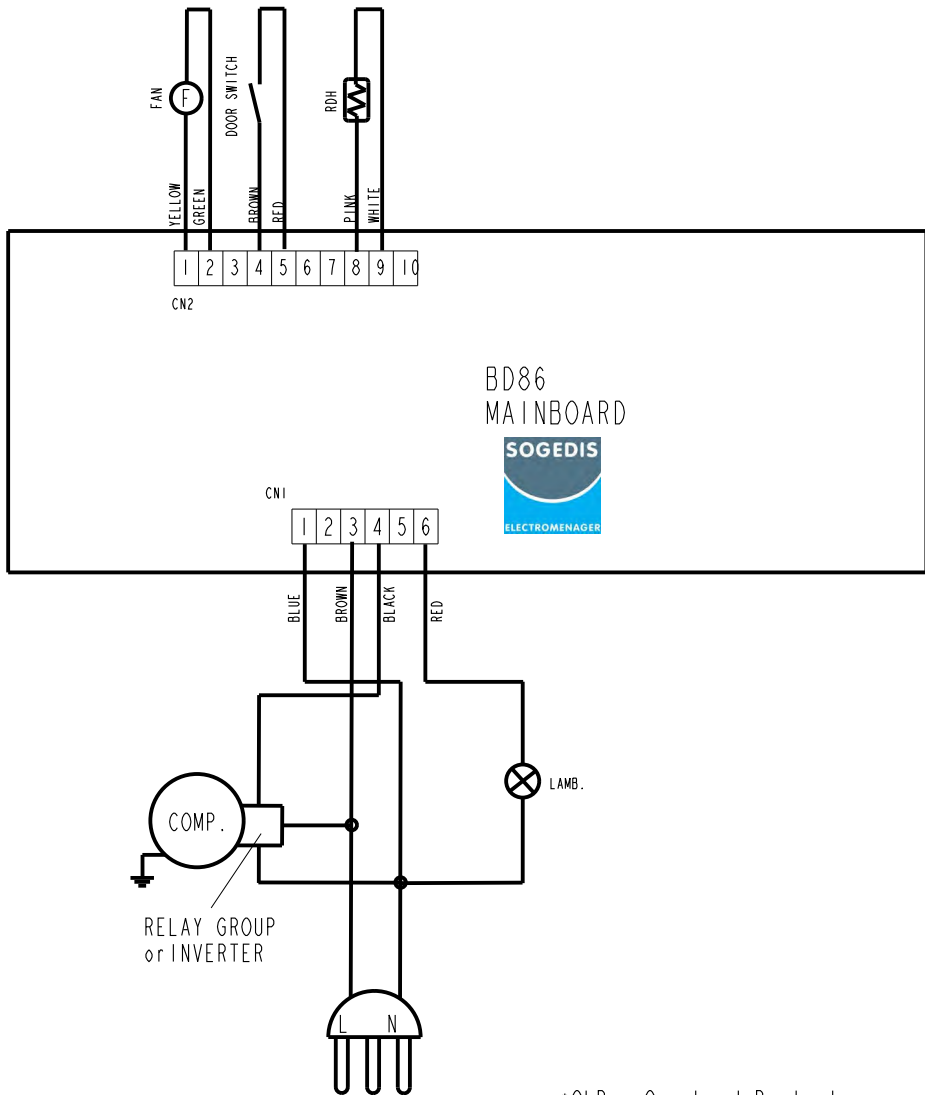 FAN
F
DOOR SWITCH
RDH
YELLOW
GREEN
BROWN
RED
PINK
WHITE
1 2 3 4 5 6 7 8 9 10
CN2
BD86
MAINBOARD
SOGEDIS
ELECTROMENAGER
CN1
1 2 3 4 5 6
BLUE
BROWN
BLACK
RED
LAMB.
COMP.
RELAY GROUP
or INVERTER
L N